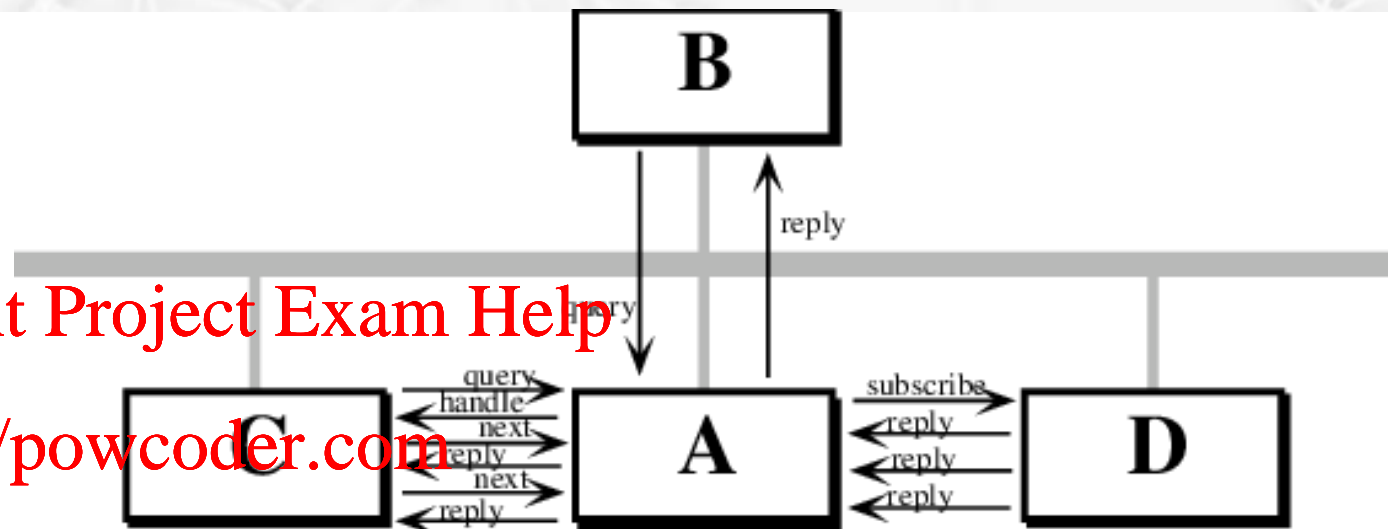 B
reply
query
t Project Exam Help
query
handle
next
reply
next
reply
C
/powcoder.com
A
subscribe
reply
reply
reply
D